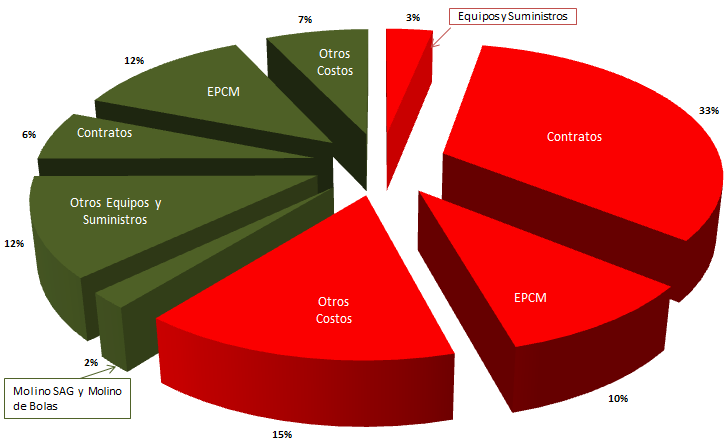 7%
3%
Equipos y Suministros
Otros
Costos
12%
EPCM
33%
Contratos
6%
Contratos
Otros Equipos y
Suministros
12%
EPCM
Otros
Costos
2%
Molino SAG y Molino
de Bolas
10%
15%